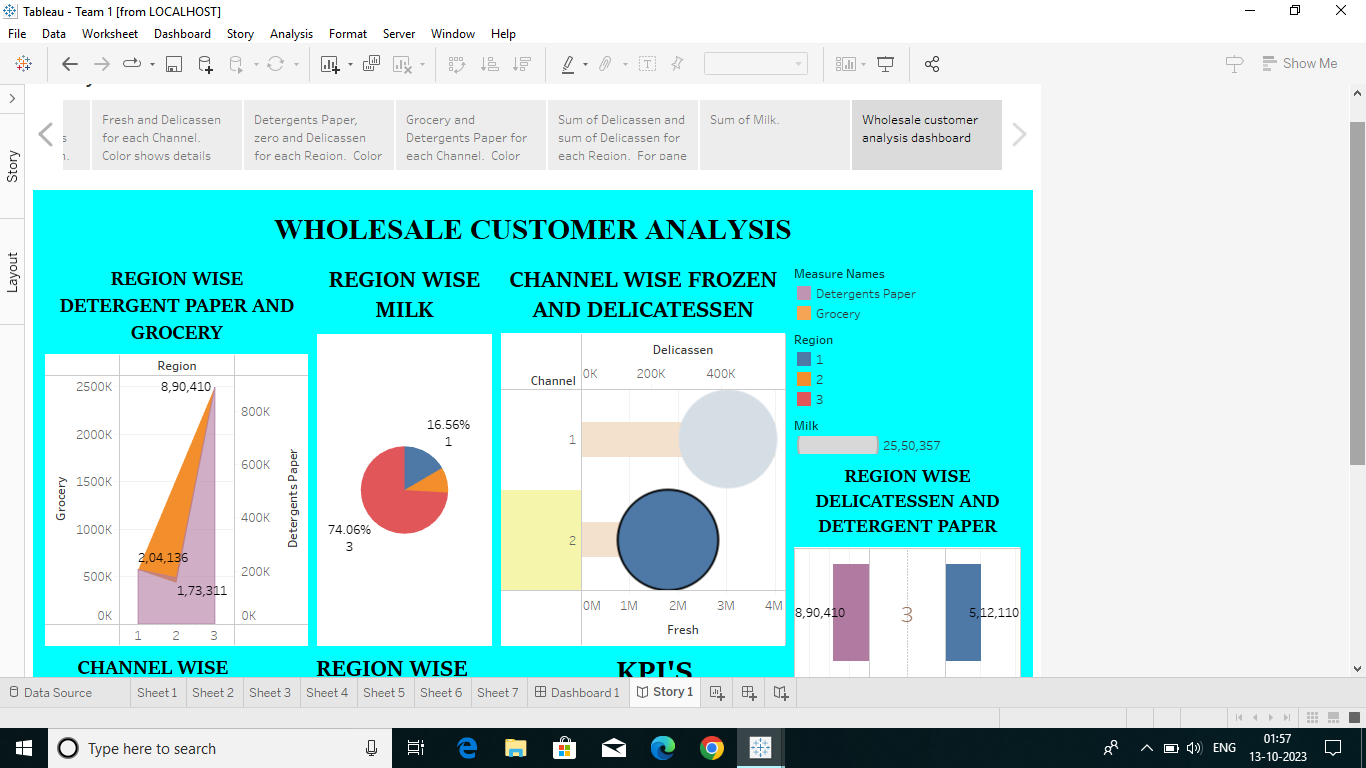 Tableau - Team 1 [from LOCALHOST]
File Data Worksheet Dashboard Story Analysis Format Server Window Help
Show Me
Story
Layout
s
n.
Fresh and Delicassen
for each Channel.
Color shows details
Detergents Paper,
zero and Delicassen
for each Region. Color
Grocery and
Detergents Paper for
each Channel. Color
Sum of Delicassen and
sum of Delicassen for
each Region. For pane
Sum of Milk.
Wholesale customer
analysis dashboard
WHOLESALE CUSTOMER ANALYSIS
REGION WISE
DETERGENT PAPER AND
GROCERY
Region
Grocery
2500K
2000K
1500K
1000K
500K
0K
8,90,410
2,04,136
1,73,311
800K
600K
400K
200K
0K
Detergents Paper
1 2 3
REGION WISE
MILK
16.56%
1
74.06%
3
CHANNEL WISE FROZEN
AND DELICATESSEN
Delicassen
Channel
0K 200K 400K
1
2
0M 1M 2M 3M 4M
Fresh
Measure Names
Detergents Paper
Grocery
Region
1
2
3
Milk
25,50,357
REGION WISE
DELICATESSEN AND
DETERGENT PAPER
8,90,410 3 5,12,110
CHANNEL WISE
REGION WISE
KPI'S
Data Source Sheet 1 Sheet 2 Sheet 3 Sheet 4 Sheet 5 Sheet 6 Sheet 7 Dashboard 1 Story 1
Type here to search
ENG
01:57
13-10-2023